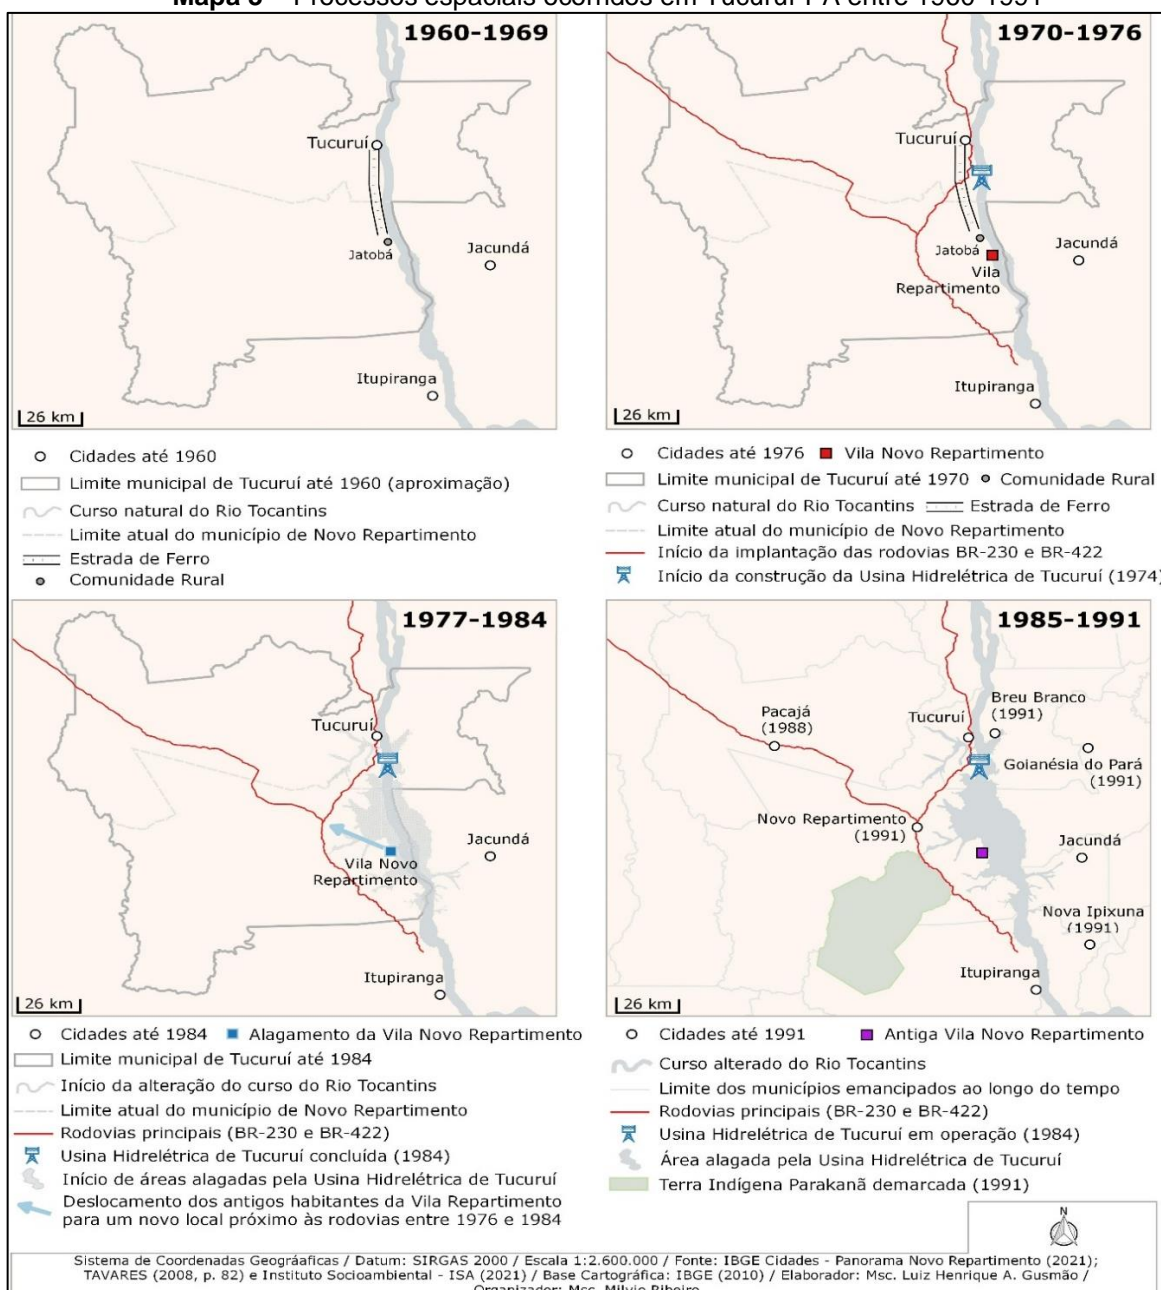 Mapa 3 – Processos espaciais ocorridos em Tucuruí-PA entre 1960-1991
1960-1969
Tucuruí
Jatobá
Jacundá
Itupiranga
26 km
Cidades até 1960
Limite municipal de Tucuruí até 1960 (aproximação)
Curso natural do Rio Tocantins
Limite atual do município de Novo Repartimento
Estrada de Ferro
Comunidade Rural
1970-1976
Tucuruí
Jatobá
Jacundá
Vila
Repartimento
Itupiranga
26 km
Cidades até 1976 Vila Novo Repartimento
Limite municipal de Tucuruí até 1970 Comunidade Rural
Curso natural do Rio Tocantins Estrada de Ferro
Limite atual do município de Novo Repartimento
Início da implantação das rodovias BR-230 e BR-422
Início da construção da Usina Hidrelétrica de Tucuruí (1974)
1977-1984
Tucuruí
Jacundá
Vila Novo
Repartimento
Itupiranga
26 km
Cidades até 1984 Alagamento da Vila Novo Repartimento
Limite municipal de Tucuruí até 1984
Início da alteração do curso do Rio Tocantins
Limite atual do município de Novo Repartimento
Rodovias principais (BR-230 e BR-422)
Usina Hidrelétrica de Tucuruí concluída (1984)
Início de áreas alagadas pela Usina Hidrelétrica de Tucuruí
Deslocamento dos antigos habitantes da Vila Repartimento
para um novo local próximo às rodovias entre 1976 e 1984
1985-1991
Pacajá
(1988)
Tucuruí
Breu Branco
(1991)
Goianésia do Pará
(1991)
Novo Repartimento
(1991)
Jacundá
Nova Ipixuna
(1991)
Itupiranga
26 km
Cidades até 1991 Antiga Vila Novo Repartimento
Curso alterado do Rio Tocantins
Limite dos municípios emancipados ao longo do tempo
Rodovias principais (BR-230 e BR-422)
Usina Hidrelétrica de Tucuruí em operação (1984)
Área alagada pela Usina Hidrelétrica de Tucuruí
Terra Indígena Parakanã demarcada (1991)
N
Sistema de Coordenadas Geográaficas / Datum: SIRGAS 2000 / Escala 1:2.600.000 / Fonte: IBGE Cidades - Panorama Novo Repartimento (2021);
TAVARES (2008, p. 82) e Instituto Socioambiental - ISA (2021) / Base Cartográfica: IBGE (2010) / Elaborador: Msc. Luiz Henrique A. Gusmão /
Organizador: Msc. Milvio Ribeiro